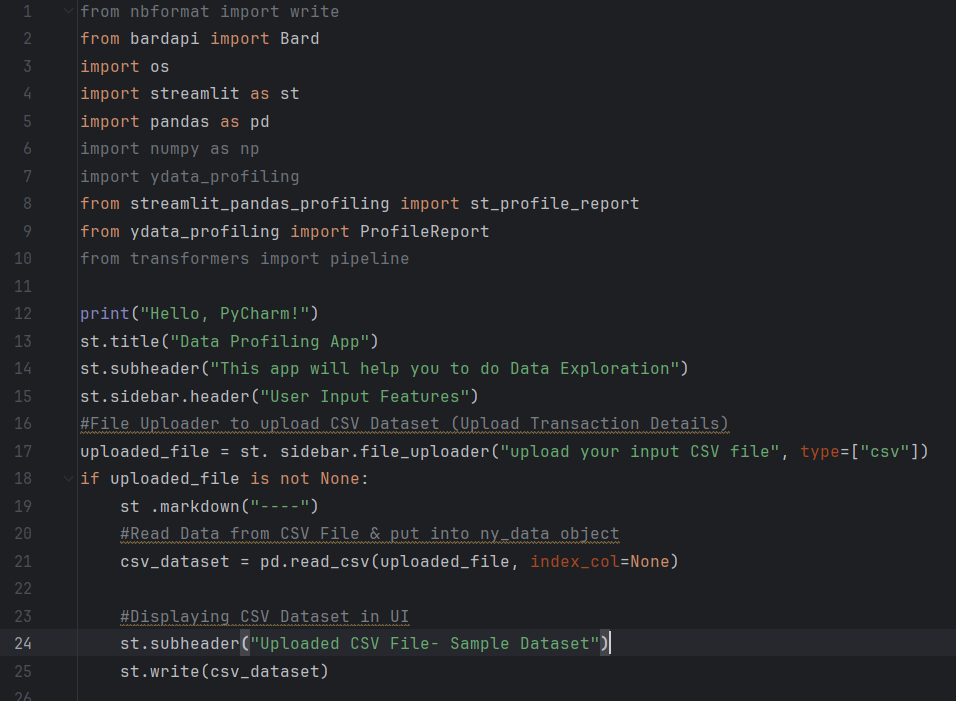 1 from nbformat import write
2 from bardapi import Bard
3 import os
4 import streamlit as st
5 import pandas as pd
6 import numpy as np
7 import ydata_profiling
8 from streamlit_pandas_profiling import st_profile_report
9 from ydata_profiling import ProfileReport
10 from transformers import pipeline
11
12 print("Hello, PyCharm!")
13 st.title("Data Profiling App")
14 st.subheader("This app will help you to do Data Exploration")
15 st.sidebar.header("User Input Features")
16 #File Uploader to upload CSV Dataset (Upload Transaction Details)
17 uploaded_file = st. sidebar.file_uploader("upload your input CSV file", type=["csv"])
18 if uploaded_file is not None:
19     st .markdown("----")
20     #Read Data from CSV File & put into ny_data object
21     csv_dataset = pd.read_csv(uploaded_file, index_col=None)
22
23     #Displaying CSV Dataset in UI
24     st.subheader("Uploaded CSV File- Sample Dataset")
25     st.write(csv_dataset)
26